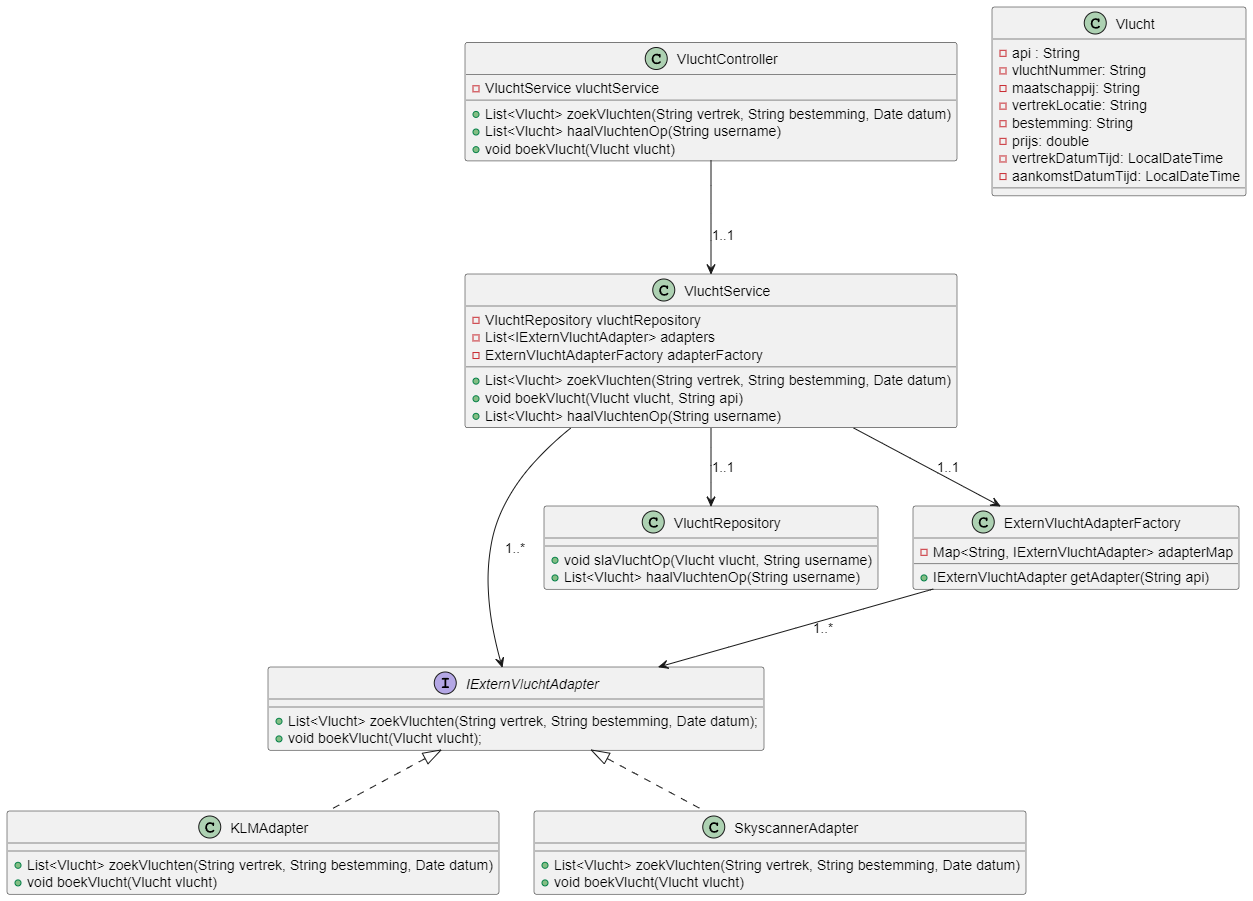 C VluchtController
VluchtService vluchtService
List<Vlucht> zoekVluchten(String vertrek, String bestemming, Date datum)
List<Vlucht> haalVluchtenOp(String username)
void boekVlucht(Vlucht vlucht)
C Vlucht
api : String
vluchtNummer: String
maatschappij: String
vertrekLocatie: String
bestemming: String
prijs: double
vertrekDatumTijd: LocalDateTime
aankomstDatumTijd: LocalDateTime
1..1
C VluchtService
VluchtRepository vluchtRepository
List<IExternVluchtAdapter> adapters
ExternVluchtAdapterFactory adapterFactory
List<Vlucht> zoekVluchten(String vertrek, String bestemming, Date datum)
void boekVlucht(Vlucht vlucht, String api)
List<Vlucht> haalVluchtenOp(String username)
1..1
1..1
1..*
C VluchtRepository
void slaVluchtOp(Vlucht vlucht, String username)
List<Vlucht> haalVluchtenOp(String username)
C ExternVluchtAdapterFactory
Map<String, IExternVluchtAdapter> adapterMap
IExternVluchtAdapter getAdapter(String api)
1..*
I IExternVluchtAdapter
List<Vlucht> zoekVluchten(String vertrek, String bestemming, Date datum);
void boekVlucht(Vlucht vlucht);
C KLMAdapter
List<Vlucht> zoekVluchten(String vertrek, String bestemming, Date datum)
void boekVlucht(Vlucht vlucht)
C SkyscannerAdapter
List<Vlucht> zoekVluchten(String vertrek, String bestemming, Date datum)
void boekVlucht(Vlucht vlucht)